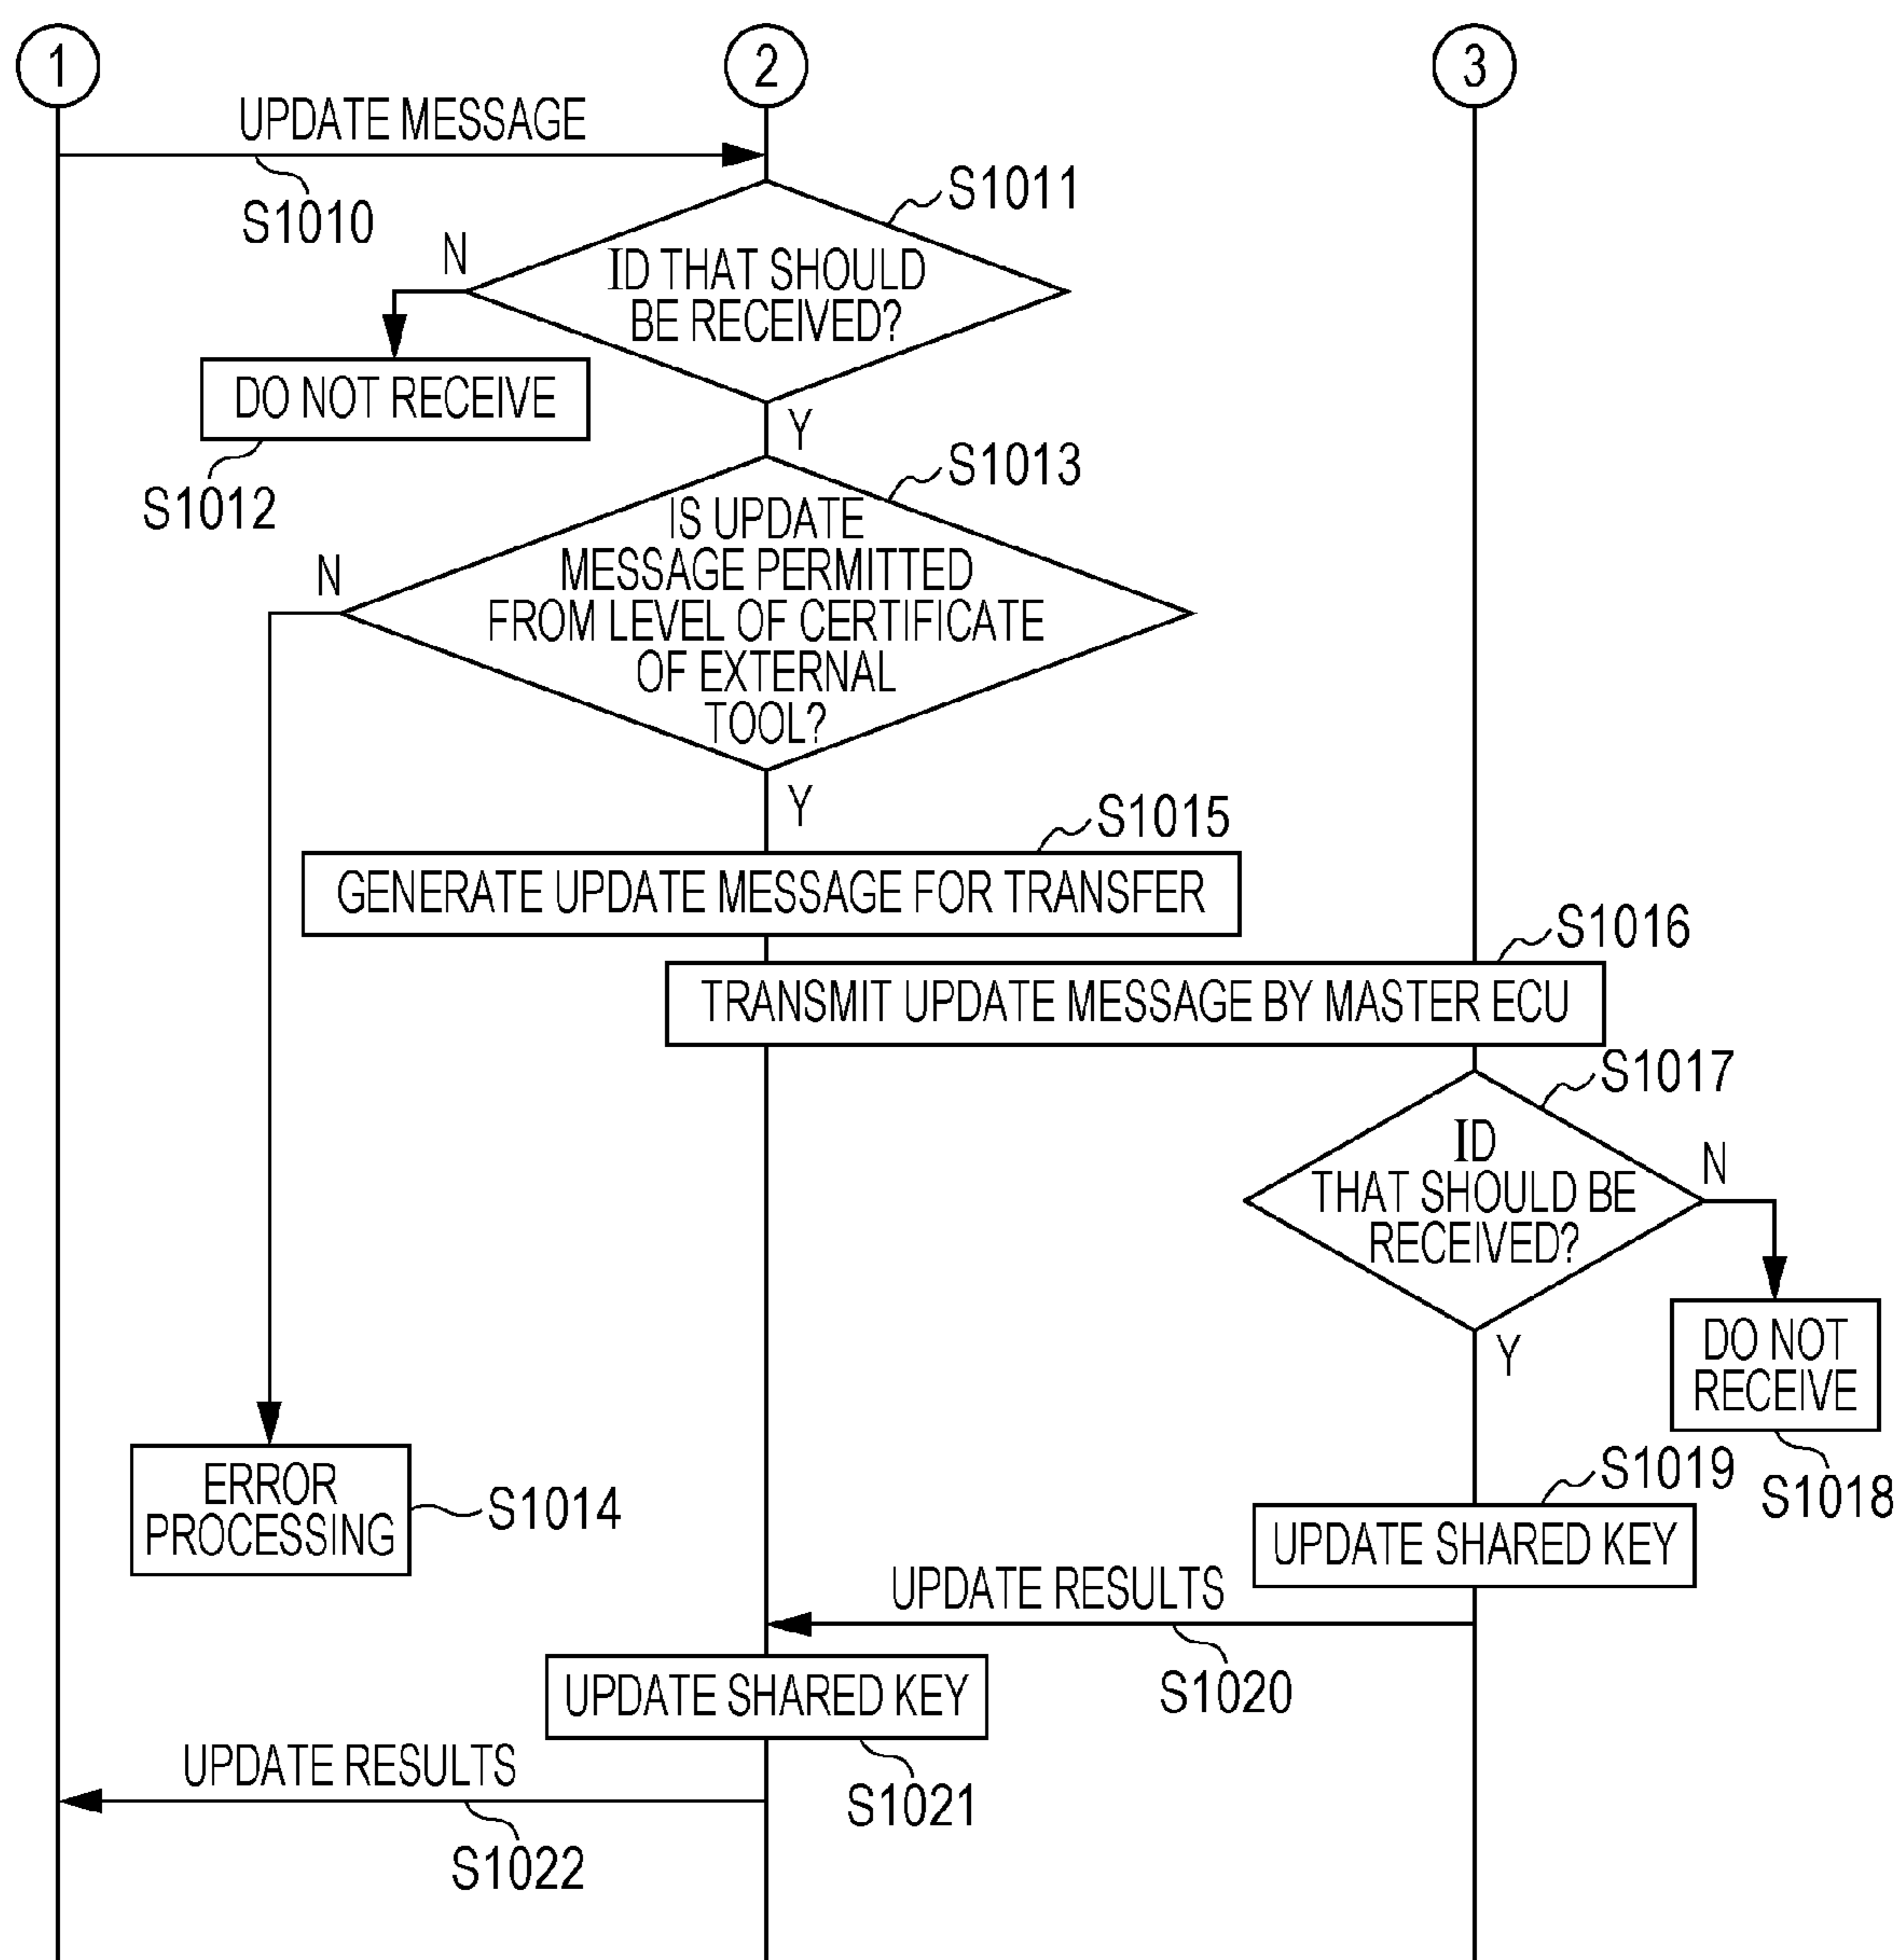 1
2
3
UPDATE MESSAGE
S1010
S1011
ID THAT SHOULD
BE RECEIVED?
N
DO NOT RECEIVE
S1012
Y
S1013
IS UPDATE
MESSAGE PERMITTED
FROM LEVEL OF CERTIFICATE
OF EXTERNAL
TOOL?
N
Y
S1015
GENERATE UPDATE MESSAGE FOR TRANSFER
S1016
TRANSMIT UPDATE MESSAGE BY MASTER ECU
S1017
ID
THAT SHOULD BE
RECEIVED?
N
DO NOT
RECEIVE
S1018
Y
ERROR
PROCESSING
S1014
S1019
UPDATE SHARED KEY
UPDATE RESULTS
S1020
UPDATE SHARED KEY
S1021
UPDATE RESULTS
S1022